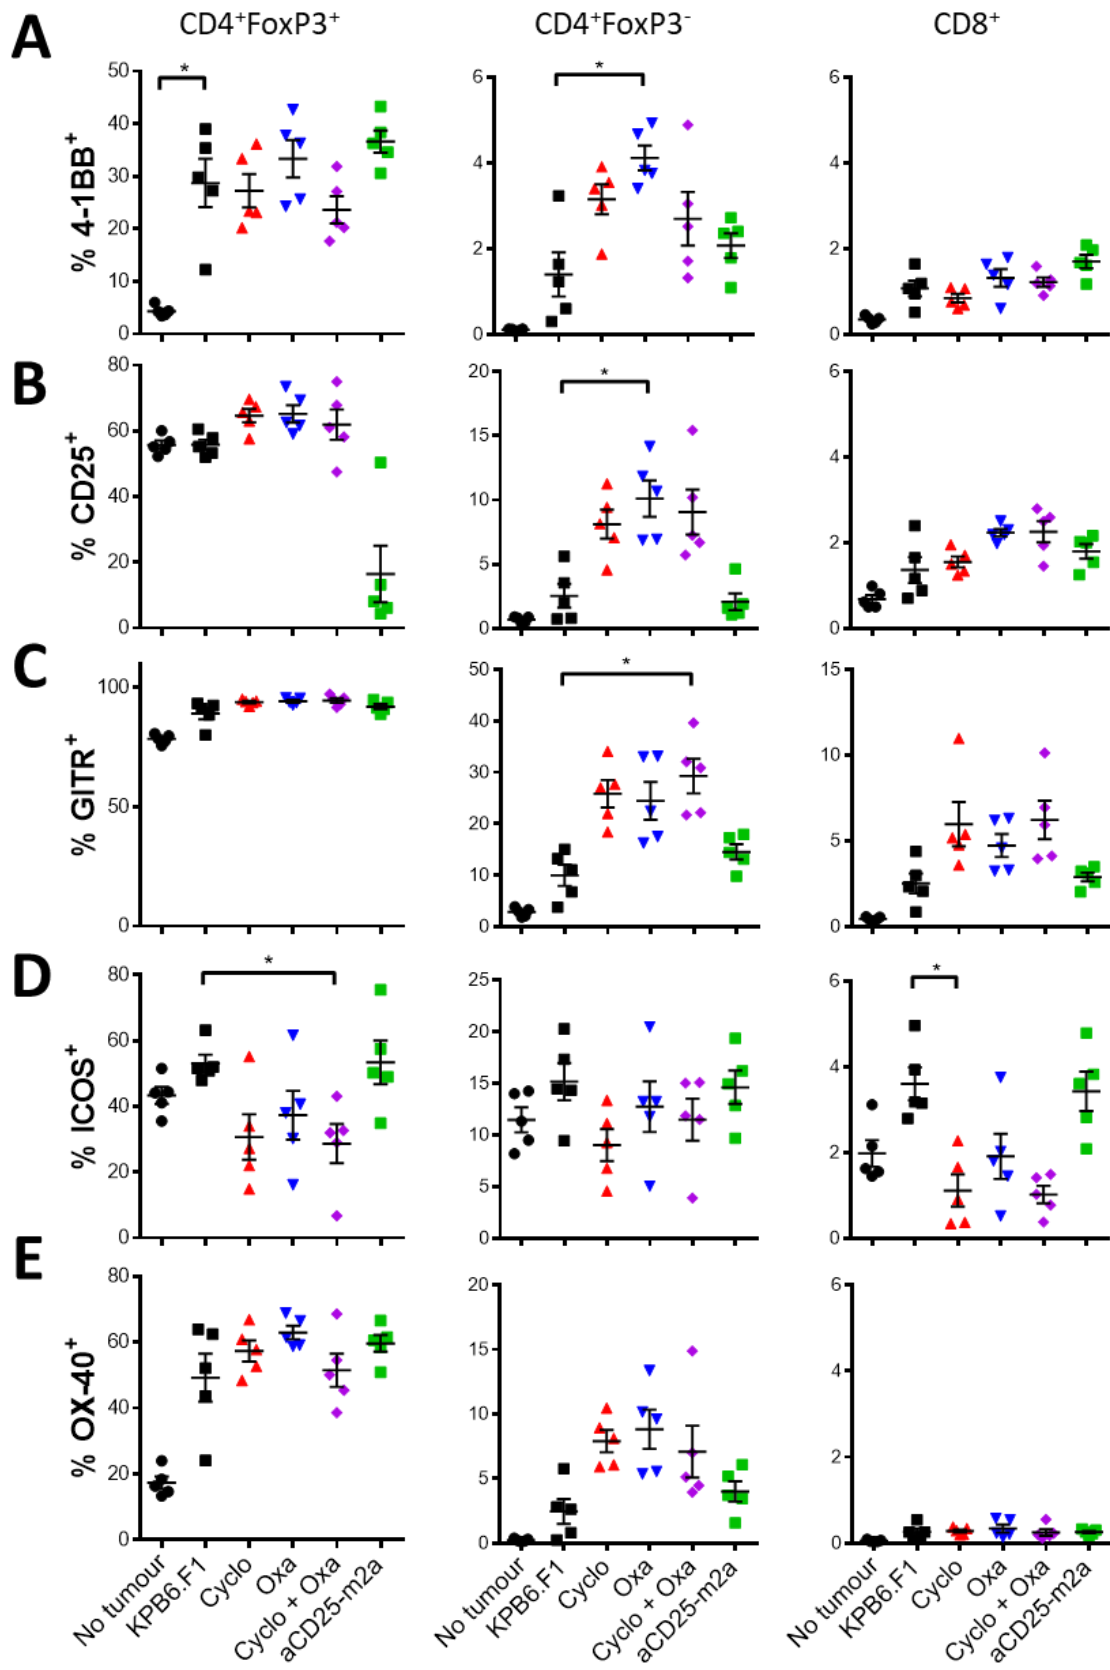 A
CD4⁺FoxP3⁺ CD4⁺FoxP3⁻ CD8⁺
% 4-1BB⁺
50 40 30 20 10 0
*
6 4 2 0
*
6 4 2 0
B
% CD25⁺
80 60 40 20 0
20 15 10 5 0
*
6 4 2 0
C
% GITR⁺
100 50 0
50 40 30 20 10 0
*
15 10 5 0
D
% ICOS⁺
80 60 40 20 0
*
25 20 15 10 5 0
6 4 2 0
*
E
% OX-40⁺
80 60 40 20 0
20 15 10 5 0
6 4 2 0
No tumour KPB6.F1 Cyclo Oxa Cyclo + Oxa aCD25-m2a
No tumour KPB6.F1 Cyclo Oxa Cyclo + Oxa aCD25-m2a
No tumour KPB6.F1 Cyclo Oxa Cyclo + Oxa aCD25-m2a